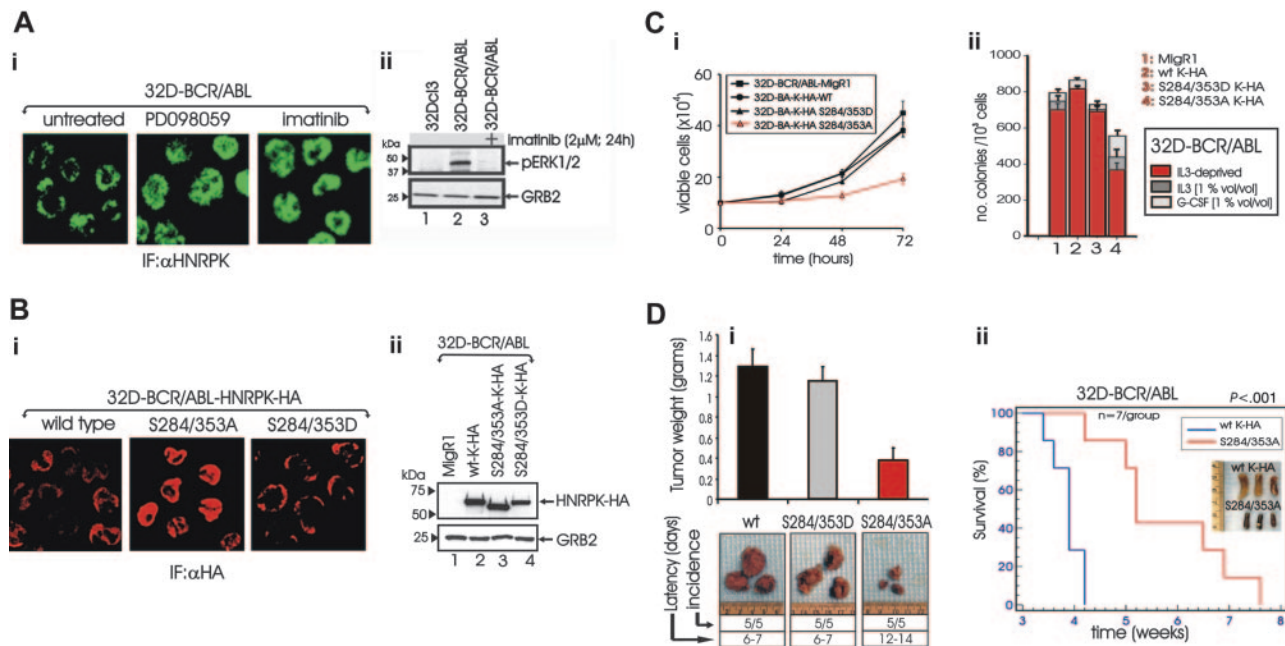 A
i
32D-BCR/ABL
untreated PD098059 imatinib
IF:αHNRPK
ii
32Dcl3
32D-BCR/ABL
32D-BCR/ABL
+ imatinib (2μM; 24h)
kDa
50
37
pERK1/2
25
GRB2
1 2 3
B
i
32D-BCR/ABL-HNRPK-HA
wild type S284/353A S284/353D
IF:αHA
ii
32D-BCR/ABL
MigR1
wt-K-HA
S284/353A-K-HA
S284/353D-K-HA
kDa
75
50
HNRPK-HA
25
GRB2
1 2 3 4
C
i
viable cells (x10⁴)
60
40
20
0
32D-BCR/ABL-MigR1
32D-BA-K-HA-WT
32D-BA-K-HA S284/353D
32D-BA-K-HA S284/353A
0 24 48 72
time (hours)
ii
no. colonies /10³ cells
1000
800
600
400
200
0
1 2 3 4
1: MigR1
2: wt K-HA
3: S284/353D K-HA
4: S284/353A K-HA
32D-BCR/ABL
IL3-deprived
IL3 [1 % vol/vol)
G-CSF [1 % vol/vol]
D
i
Tumor weight (grams)
1.6
1.4
1.2
1
0.8
0.6
0.4
0.2
0
wt S284/353D S284/353A
Latency (days)
incidence
5/5 5/5 5/5
6-7 6-7 12-14
ii
32D-BCR/ABL
P<.001
n=7/group
wt K-HA
S284/353A
wt K-HA
S284/353A
Survival (%)
100
80
60
40
20
0
3 4 5 6 7 8
time (weeks)